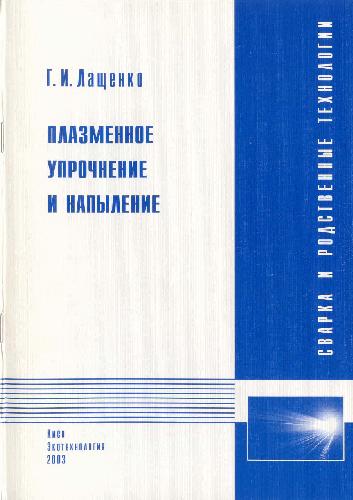 Г. И. Лащенко
ПЛАЗМЕННОЕ
УПРОЧНЕНИЕ
И НАПЫЛЕНИЕ
СВАРКА И РОДСТВЕННЫЕ ТЕХНОЛОГИИ
Киев
Экотехнология
2003